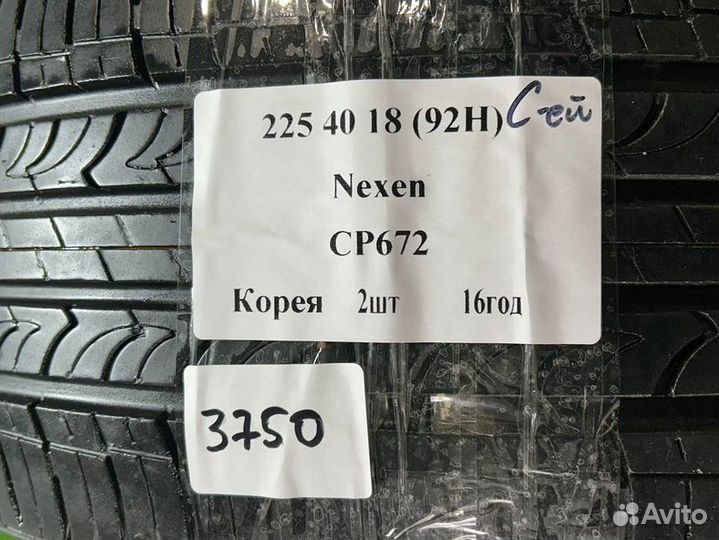 225 40 18 (92H) С-ей
Nexen
CP672
Корея 2шт 16год
3750
Avito